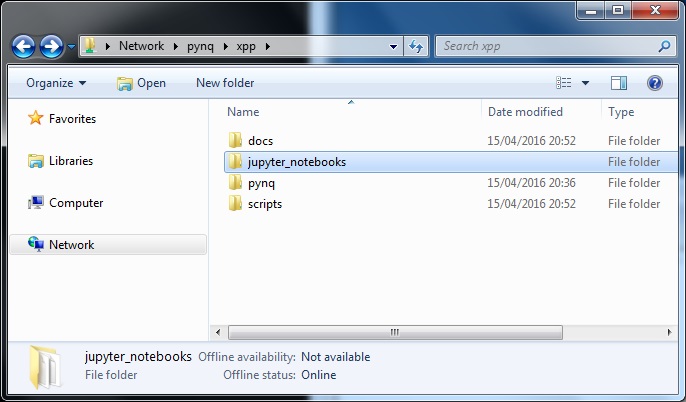 Network pynq xpp Search xpp
Organize Open New folder
Favorites
Libraries
Computer
Network
Name Date modified Type
docs 15/04/2016 20:52 File folder
jupyter_notebooks File folder
pynq 15/04/2016 20:36 File folder
scripts 15/04/2016 20:52 File folder
jupyter_notebooks Offline availability: Not available
File folder Offline status: Online